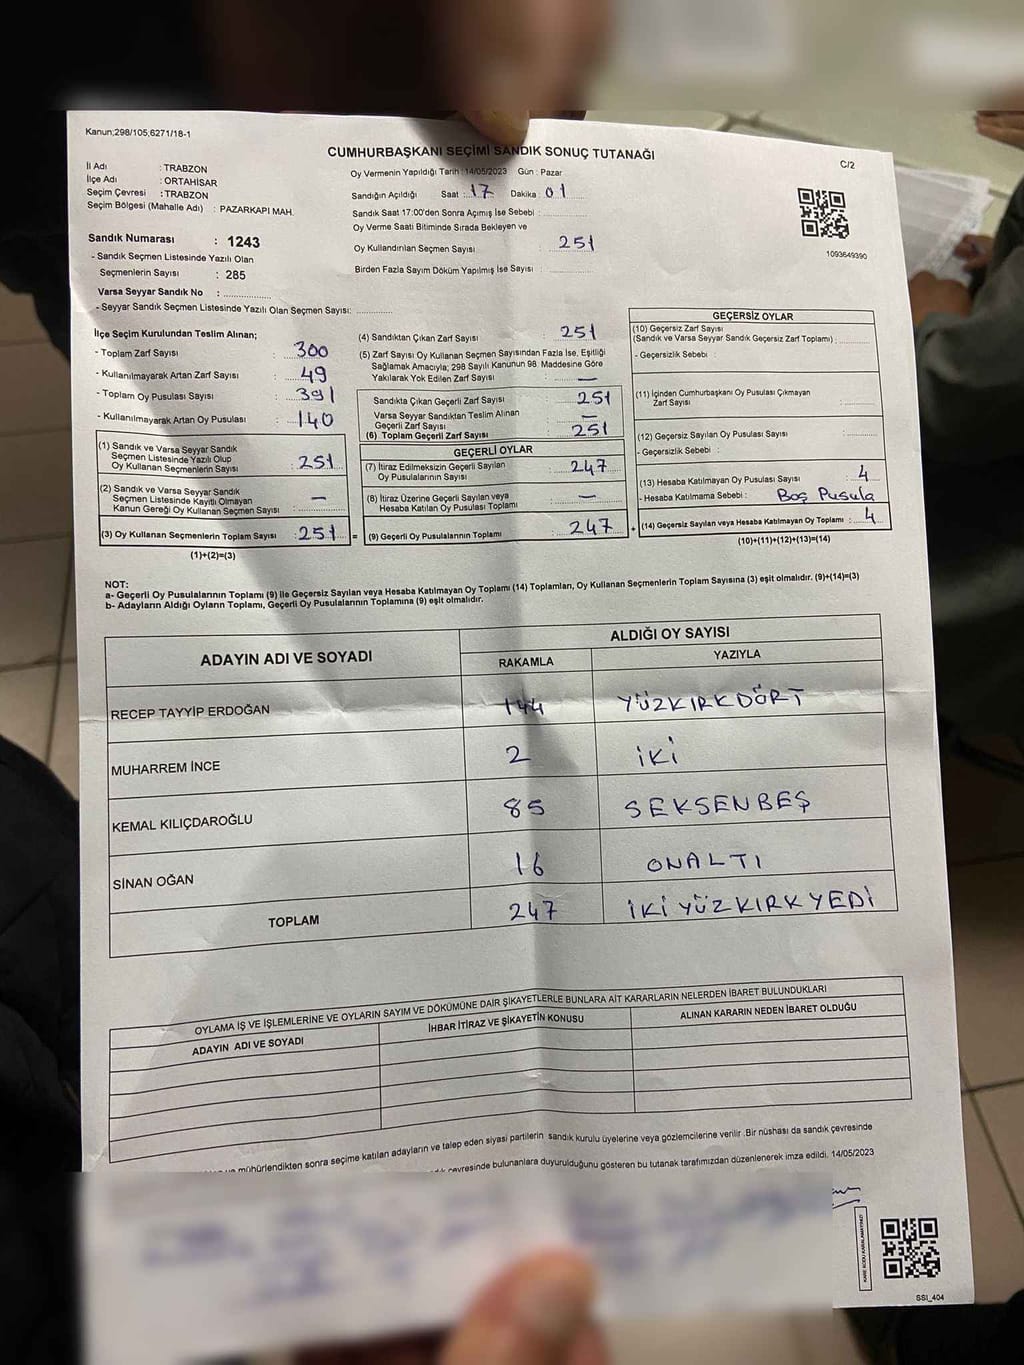 Kanun;298/105,6271/18-1
CUMHURBAŞKANI SEÇİMİ SANDIK SONUÇ TUTANAĞI
C/2
İl Adı : TRABZON
İlçe Adı : ORTAHİSAR
Seçim Çevresi : TRABZON
Seçim Bölgesi (Mahalle Adı) : PAZARKAPI MAH.
Oy Vermenin Yapıldığı Tarih :14/05/2023 Gün : Pazar
Sandığın Açıldığı Saat : 17 Dakika : 01
Sandık Saat 17:00'den Sonra Açımış İse Sebebi :
Oy Verme Saati Bitiminde Sırada Bekleyen ve
Oy Kullandırılan Seçmen Sayısı : 251
Birden Fazla Sayım Döküm Yapılmış İse Sayısı :
1093649390
Sandık Numarası : 1243
- Sandık Seçmen Listesinde Yazılı Olan
Seçmenlerin Sayısı : 285
Varsa Seyyar Sandık No :
- Seyyar Sandık Seçmen Listesinde Yazılı Olan Seçmen Sayısı:
İlçe Seçim Kurulundan Teslim Alınan;
- Toplam Zarf Sayısı : 300
- Kullanılmayarak Artan Zarf Sayısı : 49
- Toplam Oy Pusulası Sayısı : 391
- Kullanılmayarak Artan Oy Pusulası : 140
(1) Sandık ve Varsa Seyyar Sandık
Seçmen Listesinde Yazılı Olup
Oy Kullanan Seçmenlerin Sayısı : 251
(2) Sandık ve Varsa Seyyar Sandık
Seçmen Listesinde Kayıtlı Olmayan
Kanun Gereği Oy Kullanan Seçmen Sayısı : —
(3) Oy Kullanan Seçmenlerin Toplam Sayısı : 251 =
(1)+(2)=(3)
(4) Sandıktan Çıkan Zarf Sayısı : 251
(5) Zarf Sayısı Oy Kullanan Seçmen Sayısından Fazla İse, Eşitliği
Sağlamak Amacıyla; 298 Sayılı Kanunun 98. Maddesine Göre
Yakılarak Yok Edilen Zarf Sayısı : —
Sandıkta Çıkan Geçerli Zarf Sayısı : 251
Varsa Seyyar Sandıktan Teslim Alınan
Geçerli Zarf Sayısı : —
(6) Toplam Geçerli Zarf Sayısı : 251
GEÇERLİ OYLAR
(7) İtiraz Edilmeksizin Geçerli Sayılan
Oy Pusulasının Sayısı : 247
(8) İtiraz Üzerine Geçerli Sayılan veya
Hesaba Katılan Oy Pusulası Toplamı : —
(9) Geçerli Oy Pusulalarının Toplamı : 247 +
GEÇERSİZ OYLAR
(10) Geçersiz Zarf Sayısı
(Sandık ve Varsa Seyyar Sandık Geçersiz Zarf Toplamı) :
- Geçersizlik Sebebi :
(11) İçinden Cumhurbaşkanı Oy Pusulası Çıkmayan
Zarf Sayısı :
(12) Geçersiz Sayılan Oy Pusulası Sayısı :
- Geçersizlik Sebebi :
(13) Hesaba Katılmayan Oy Pusulası Sayısı : 4
- Hesaba Katılmama Sebebi : Boş Pusula
(14) Geçersiz Sayılan veya Hesaba Katılmayan Oy Toplamı : 4
(10)+(11)+(12)+(13)=(14)
NOT:
a- Geçerli Oy Pusulalarının Toplamı (9) ile Geçersiz Sayılan veya Hesaba Katılmayan Oy Toplamı (14) Toplamları, Oy Kullanan Seçmenlerin Toplam Sayısına (3) eşit olmalıdır. (9)+(14)=(3)
b- Adayların Aldığı Oyların Toplamı, Geçerli Oy Pusulalarının Toplamına (9) eşit olmalıdır.
ADAYIN ADI VE SOYADI
ALDIĞI OY SAYISI
RAKAMLA YAZIYLA
RECEP TAYYİP ERDOĞAN 144 YÜZKIRKDÖRT
MUHARREM İNCE 2 İKİ
KEMAL KILIÇDAROĞLU 85 SEKSENBEŞ
SİNAN OĞAN 16 ONALTI
TOPLAM 247 İKİYÜZKIRKYEDİ
OYLAMA İŞ VE İŞLEMLERİNE VE OYLARIN SAYIM VE DÖKÜMÜNE DAİR ŞİKAYETLERLE BUNLARA AİT KARARLARIN NELERDEN İBARET BULUNDUKLARI
ADAYIN ADI VE SOYADI İHBAR İTİRAZ VE ŞİKAYETİN KONUSU ALINAN KARARIN NEDEN İBARET OLDUĞU
mühürlendikten sonra seçime katılan adayların ve talep eden siyasi partilerin sandık kurulu üyelerine veya gözlemcilerine verilir .Bir nüshası da sandık çevresinde
çevresinde bulunanlara duyurulduğunu gösteren bu tutanak tarafımızdan düzenlenerek imza edildi. 14/05/2023
KARE KODU KARALAMAYINIZ!
SSI_404